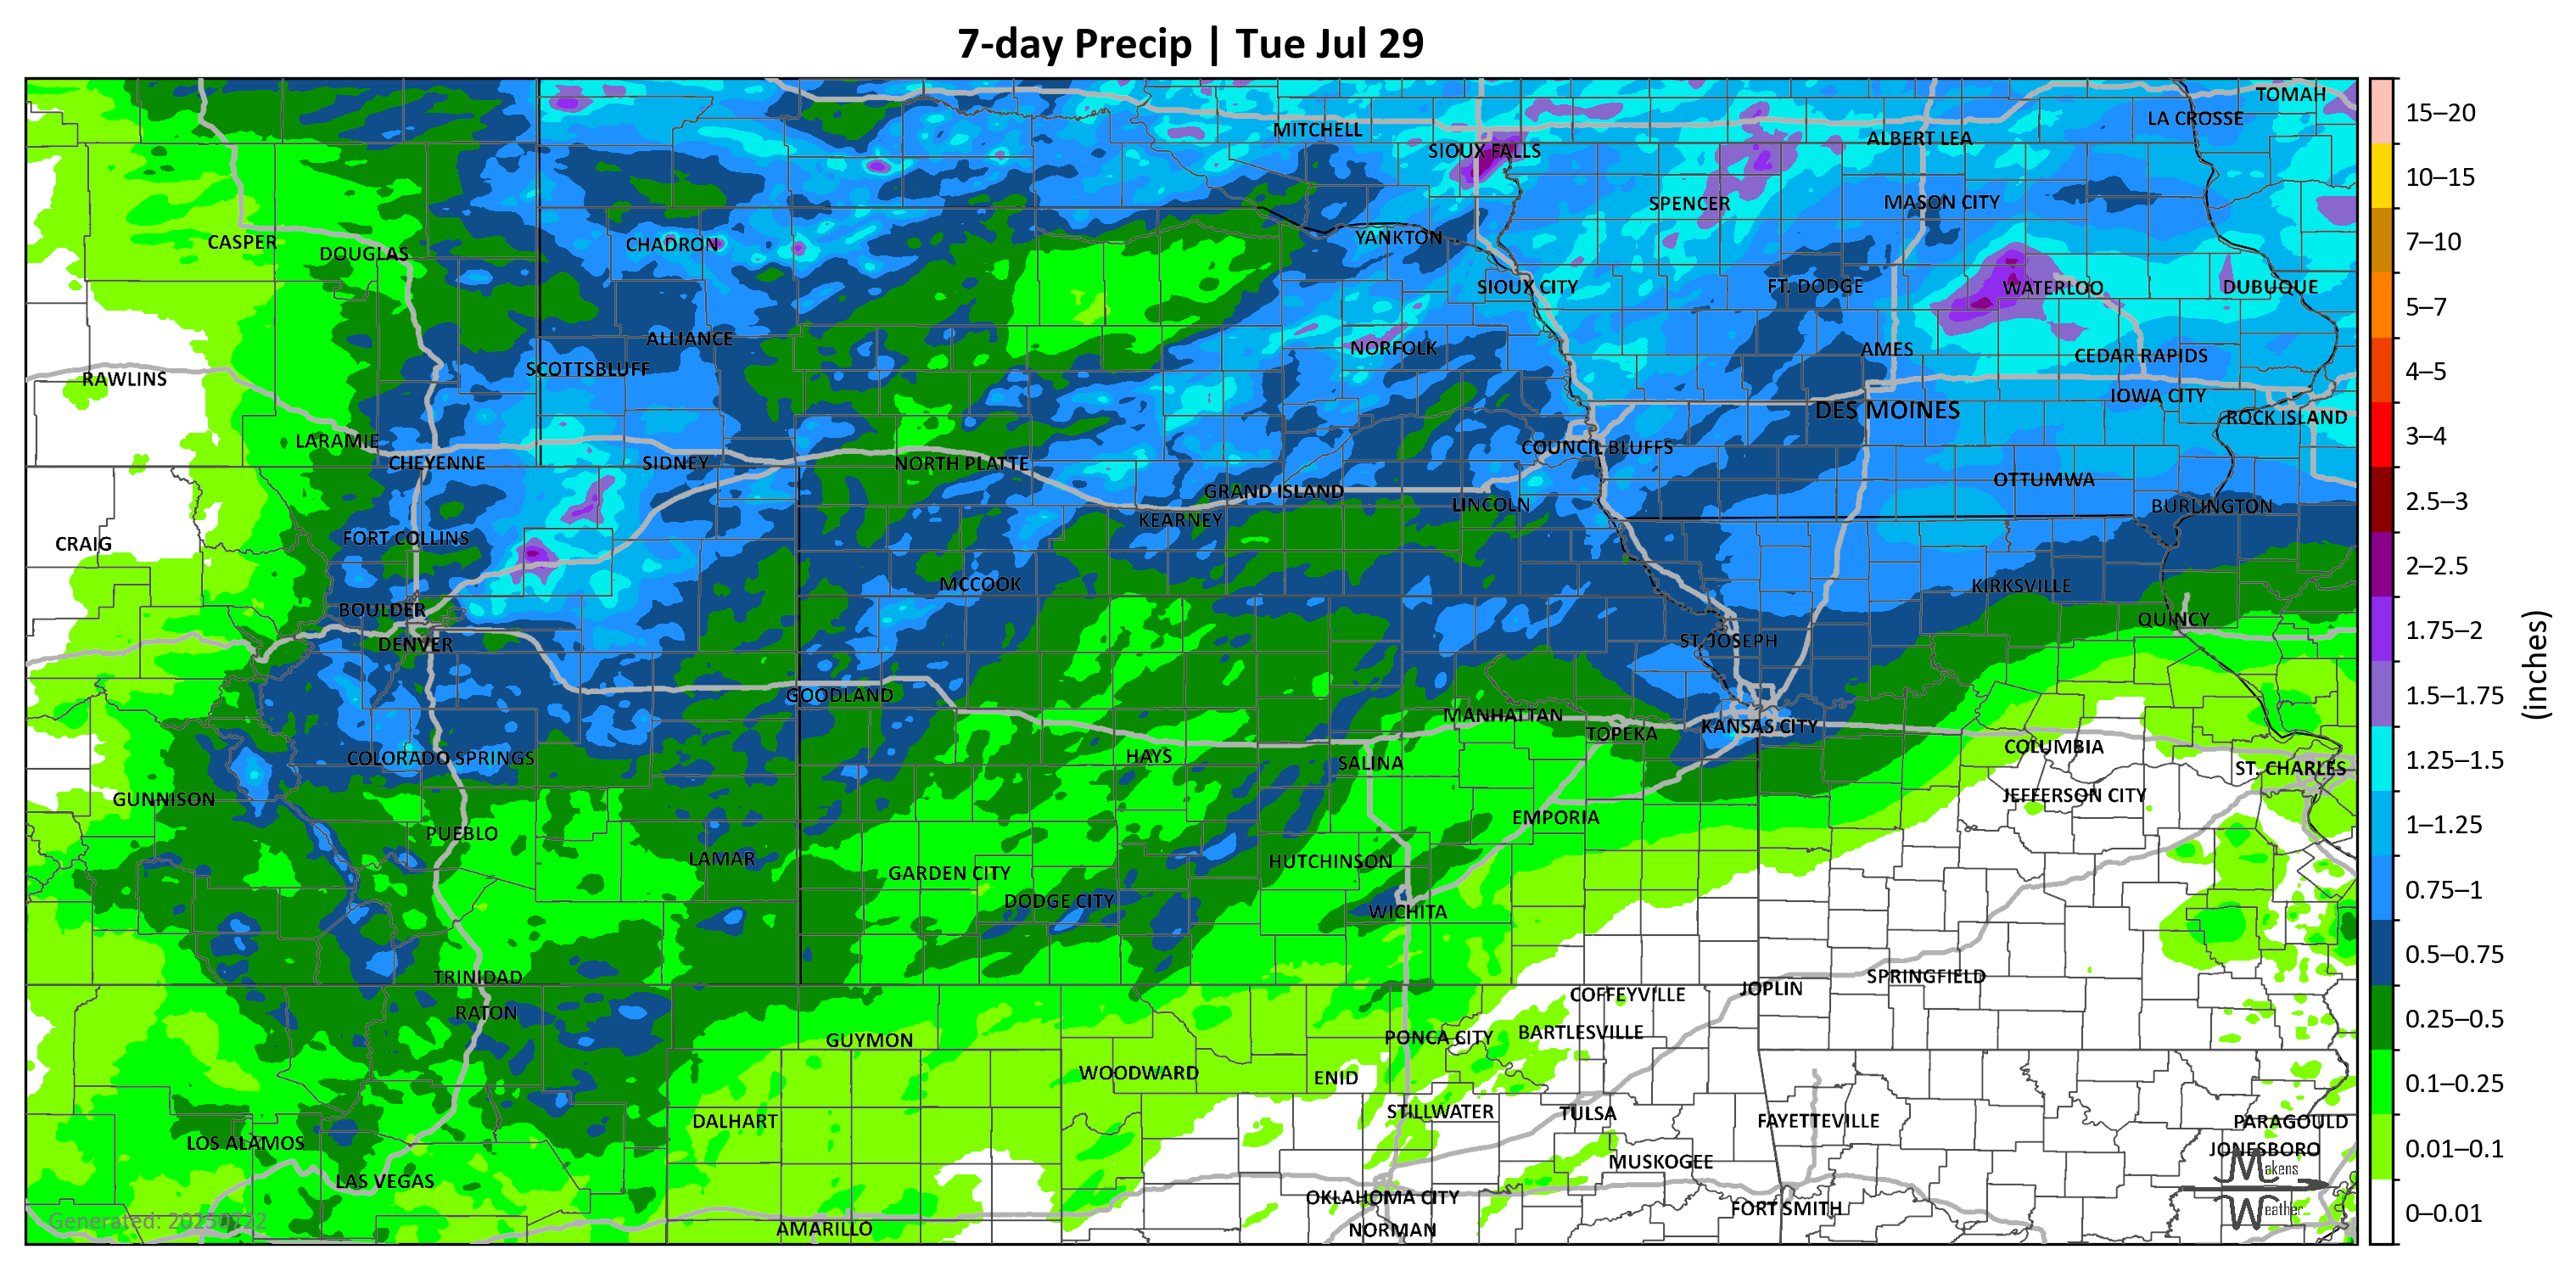 7-day Precip | Tue Jul 29
TOMAH
LA CROSSE
MITCHELL
ALBERT LEA
SIOUX FALLS
SPENCER
MASON CITY
CASPER
DOUGLAS
CHADRON
YANKTON
SIOUX CITY
FT. DODGE
WATERLOO
DUBUQUE
ALLIANCE
NORFOLK
AMES
CEDAR RAPIDS
SCOTTSBLUFF
RAWLINS
IOWA CITY
DES MOINES
ROCK ISLAND
LARAMIE
COUNCIL BLUFFS
CHEYENNE
SIDNEY
NORTH PLATTE
OTTUMWA
GRAND ISLAND
LINCOLN
BURLINGTON
KEARNEY
CRAIG
FORT COLLINS
MCCOOK
KIRKSVILLE
BOULDER
QUINCY
DENVER
ST. JOSEPH
GOODLAND
MANHATTAN
TOPEKA
KANSAS CITY
COLUMBIA
COLORADO SPRINGS
HAYS
SALINA
ST. CHARLES
GUNNISON
JEFFERSON CITY
EMPORIA
PUEBLO
LAMAR
HUTCHINSON
GARDEN CITY
DODGE CITY
WICHITA
TRINIDAD
SPRINGFIELD
JOPLIN
COFFEYVILLE
RATON
BARTLESVILLE
GUYMON
PONCA CITY
WOODWARD
ENID
STILLWATER
TULSA
DALHART
FAYETTEVILLE
PARAGOULD
LOS ALAMOS
JONESBORO
MUSKOGEE
LAS VEGAS
OKLAHOMA CITY
FORT SMITH
AMARILLO
NORMAN
Generated: 20250722
Makens
Weather
15–20
10–15
7–10
5–7
4–5
3–4
2.5–3
2–2.5
1.75–2
1.5–1.75
1.25–1.5
1–1.25
0.75–1
0.5–0.75
0.25–0.5
0.1–0.25
0.01–0.1
0–0.01
(inches)